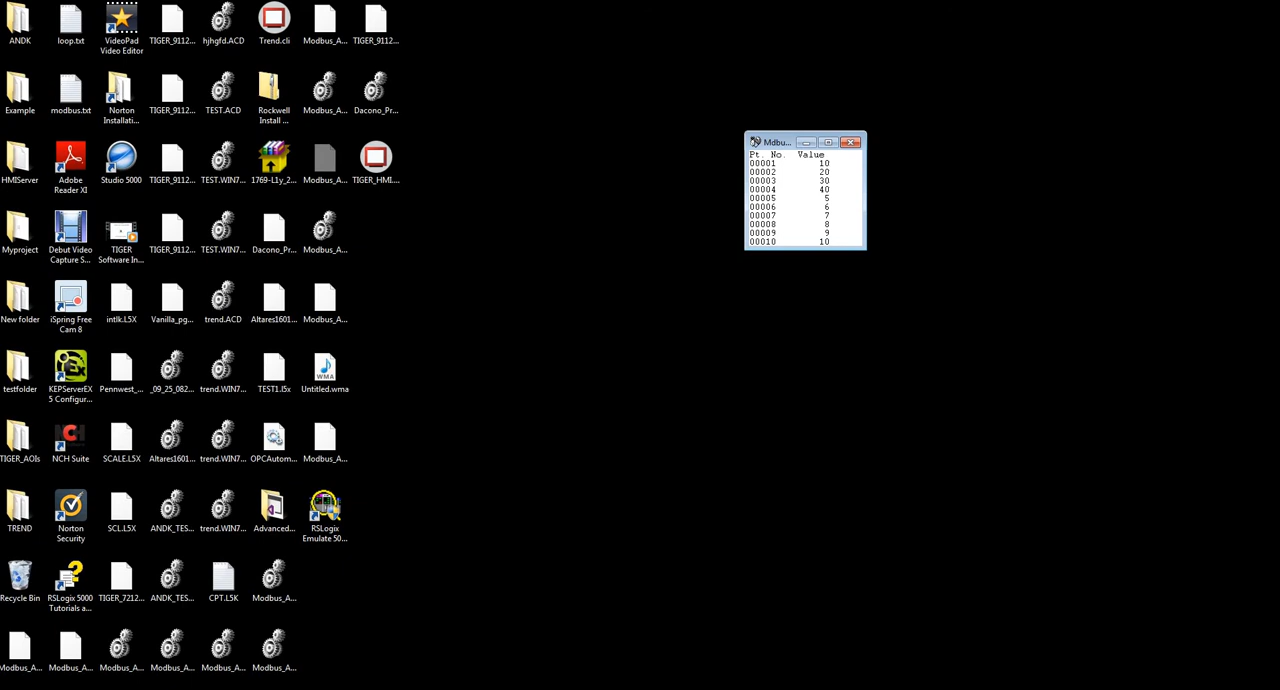 ANDK
loop.txt
VideoPad
Video Editor
TIGER_9112...
hjhgfd.ACD
Trend.cli
Modbus_A...
TIGER_9112...
Example
modbus.txt
Norton
Installati...
TIGER_9112...
TEST.ACD
Rockwell
Install ...
Modbus_A...
Dacono_Pr...
HMIServer
Adobe
Reader XI
Studio 5000
TIGER_9112...
TEST.WIN7...
1769-L1y_2...
Modbus_A...
TIGER_HMI....
Myproject
Debut Video
Capture S...
TIGER
Software In...
TIGER_9112...
TEST.WIN7...
Dacono_Pr...
Modbus_A...
New folder
iSpring Free
Cam 8
intlk.L5X
Vanilla_pg...
trend.ACD
Altares1601...
Modbus_A...
testfolder
KEPServerEX
5 Configur...
Pennwest_...
_09_25_082...
trend.WIN7...
TEST1.l5x
WMA
Untitled.wma
TIGER_AOIs
NCH
NCH Suite
SCALE.L5X
Altares1601...
trend.WIN7...
OPCAutom...
Modbus_A...
TREND
Norton
Security
SCL.L5X
ANDK_TES...
trend.WIN7...
Advanced...
RSLogix
Emulate 50...
Recycle Bin
RSLogix 5000
Tutorials a...
TIGER_7212...
ANDK_TES...
CPT.L5K
Modbus_A...
Modbus_A...
Modbus_A...
Modbus_A...
Modbus_A...
Modbus_A...
Modbus_A...
Mdbu...
Pt. No. Value
00001 10
00002 20
00003 30
00004 40
00005 5
00006 6
00007 7
00008 8
00009 9
00010 10